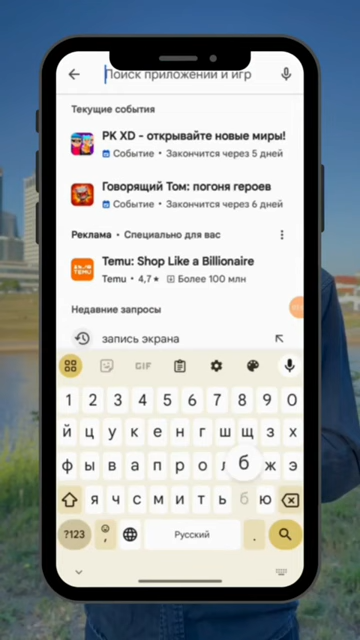 Поиск приложений и игр
Текущие события
PK XD - открывайте новые миры!
Событие • Закончится через 5 дней
Говорящий Том: погоня героев
Событие • Закончится через 6 дней
Реклама • Специально для вас
Temu: Shop Like a Billionaire
TEMU
Temu • 4,7 ★ Более 100 млн
Недавние запросы
запись экрана
GIF
1 2 3 4 5 6 7 8 9 0
й ц у к е н г ш щ з х
ф ы в а п р о л б ж э
я ч с м и т ь б ю
?123 , Русский .